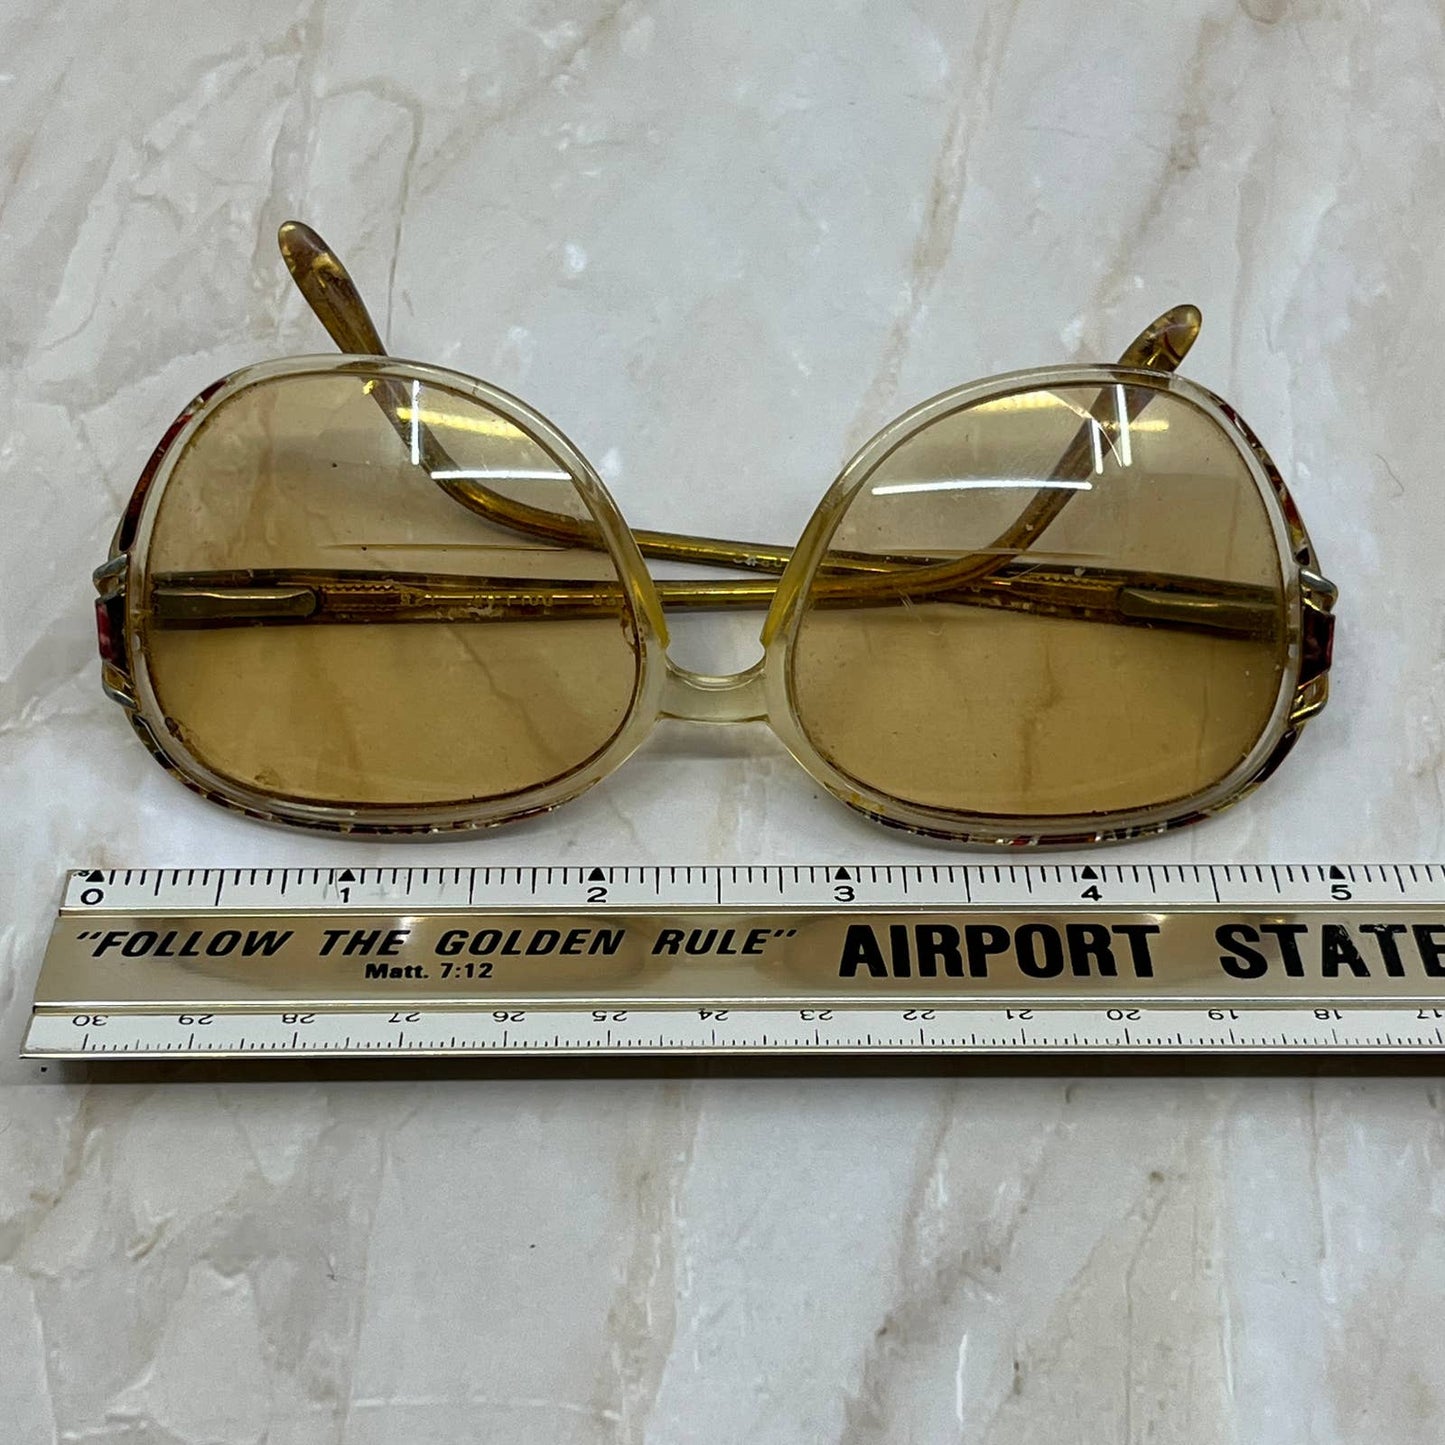 0 1 2 3 4 5
"FOLLOW THE GOLDEN RULE" AIRPORT STATE
Matt. 7:12
30 29 28 27 26 25 24 23 22 21 20 19 18 17